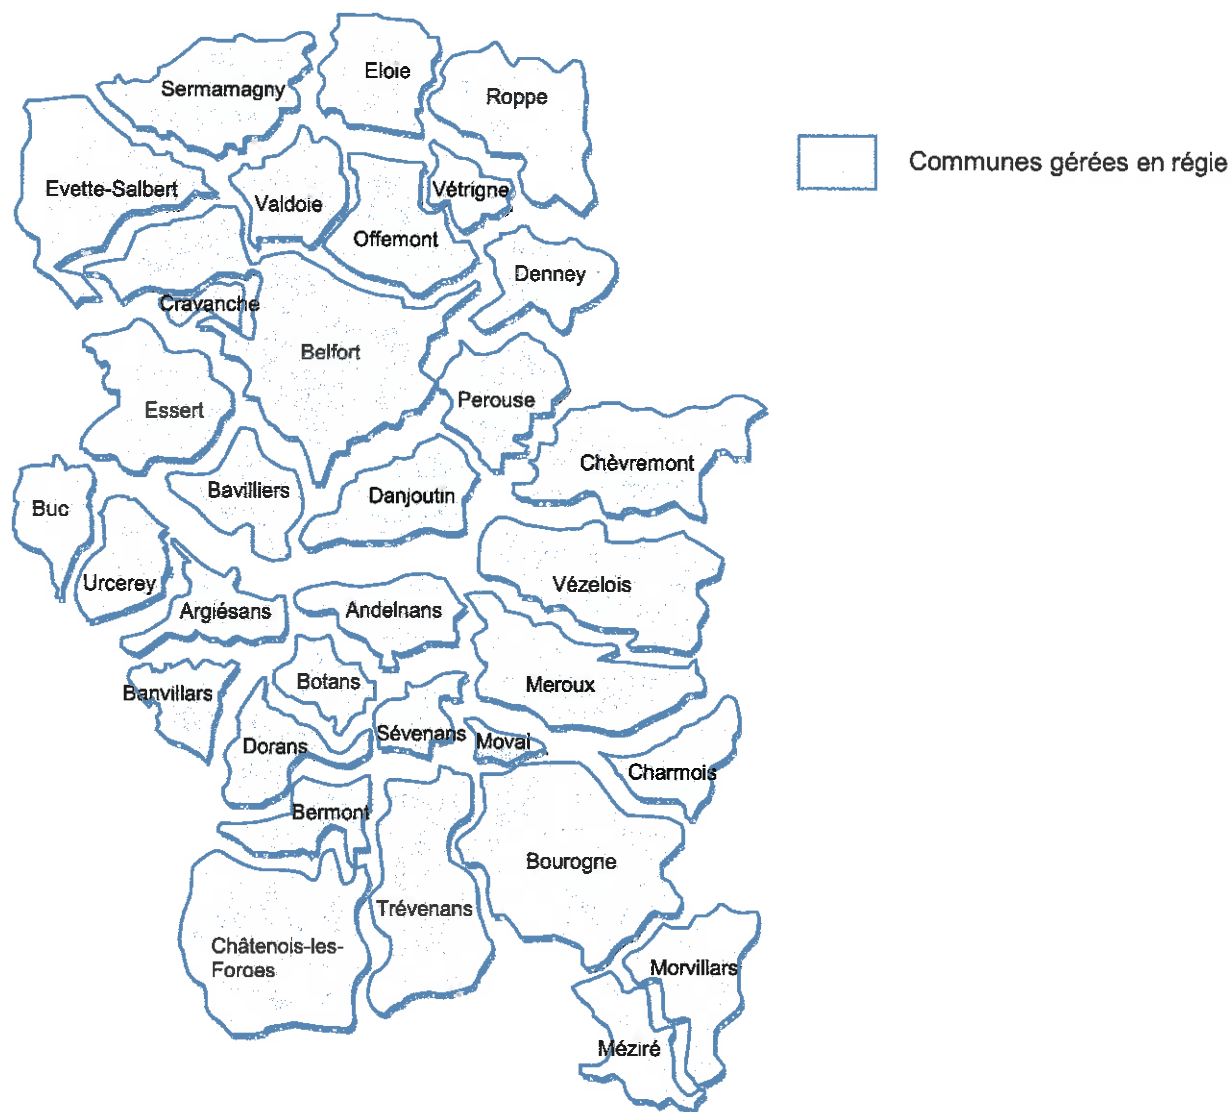 Eloie
Sermamagny
Roppe
Communes gérées en régie
Evette-Salbert
Vétrigne
Valdoie
Offemont
Denney
Cravanche
Belfort
Perouse
Essert
Chèvremont
Bavilliers
Danjoutin
Buc
Urcerey
Vézelois
Argiésans
Andelnans
Botans
Meroux
Banvillars
Sévenans
Moval
Dorans
Charmois
Bermont
Bourogne
Trévenans
Châtenois-les-
Forges
Morvillars
Méziré